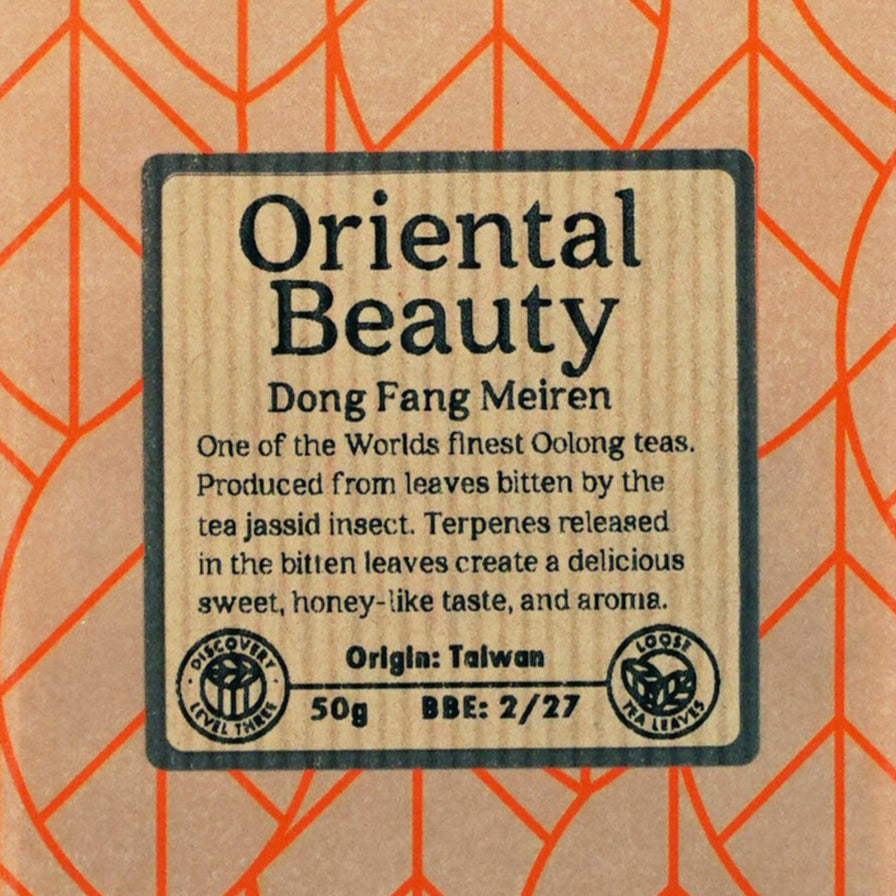 Oriental
Beauty
Dong Fang Meiren
One of the Worlds finest Oolong teas.
Produced from leaves bitten by the
tea jassid insect. Terpenes released
in the bitten leaves create a delicious
sweet, honey-like taste, and aroma.
DISCOVERY
LEVEL THREE
Origin: Taiwan
50g BBE: 2/27
LOOSE
TEA LEAVES